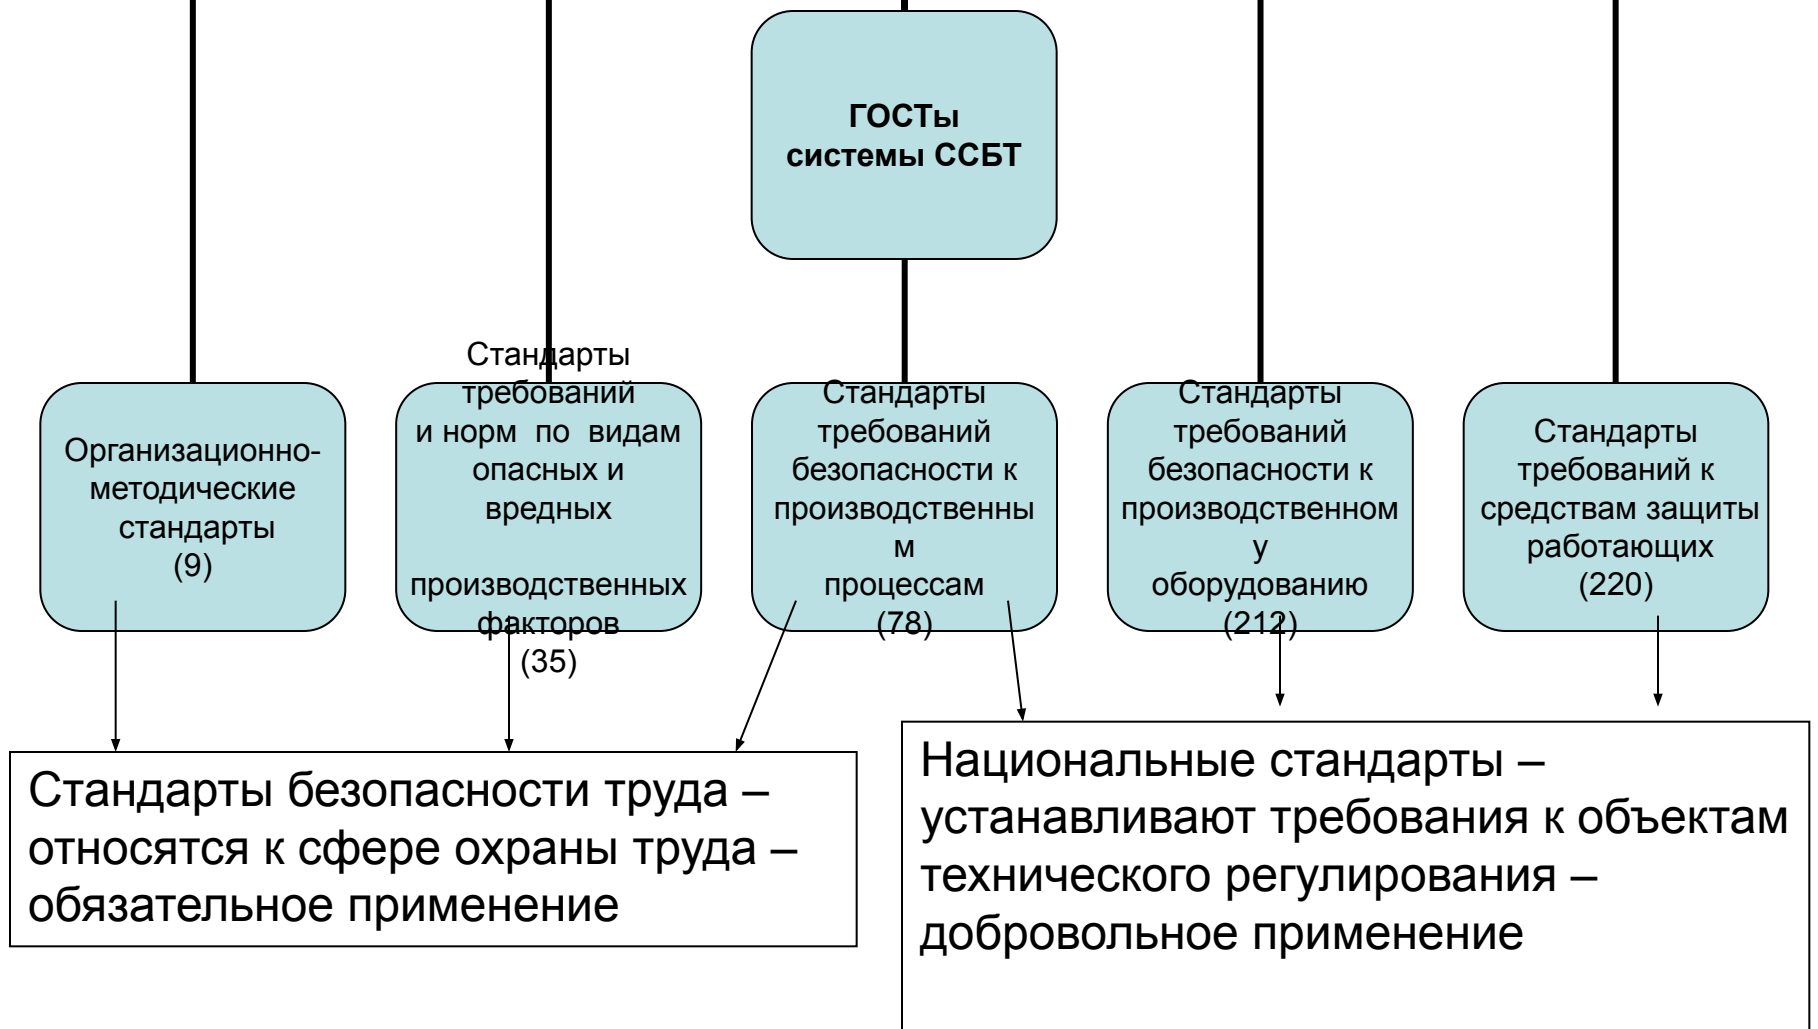 ГОСТы
системы ССБТ
Организационно-
методические
стандарты
(9)
Стандарты
требований
и норм по видам
опасных и
вредных
производственных
факторов
(35)
Стандарты
требований
безопасности к
производственны
м
процессам
(78)
Стандарты
требований
безопасности к
производственном
у
оборудованию
(212)
Стандарты
требований к
средствам защиты
работающих
(220)
Стандарты безопасности труда –
относятся к сфере охраны труда –
обязательное применение
Национальные стандарты –
устанавливают требования к объектам
технического регулирования –
добровольное применение